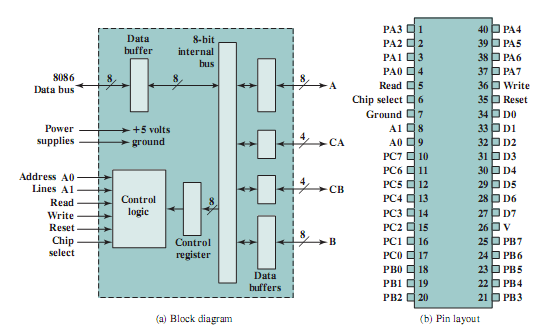 Data
buffer
8-bit
internal
bus
8086
Data bus
8
8
8
A
Power
supplies
+5 volts
ground
4
CA
Address A0
Lines A1
Read
Write
Reset
Chip
select
Control
logic
8
Control
register
4
CB
8
B
Data
buffers
(a) Block diagram
PA3 1 40 PA4
PA2 2 39 PA5
PA1 3 38 PA6
PA0 4 37 PA7
Read 5 36 Write
Chip select 6 35 Reset
Ground 7 34 D0
A1 8 33 D1
A0 9 32 D2
PC7 10 31 D3
PC6 11 30 D4
PC5 12 29 D5
PC4 13 28 D6
PC3 14 27 D7
PC2 15 26 V
PC1 16 25 PB7
PC0 17 24 PB6
PB0 18 23 PB5
PB1 19 22 PB4
PB2 20 21 PB3
(b) Pin layout